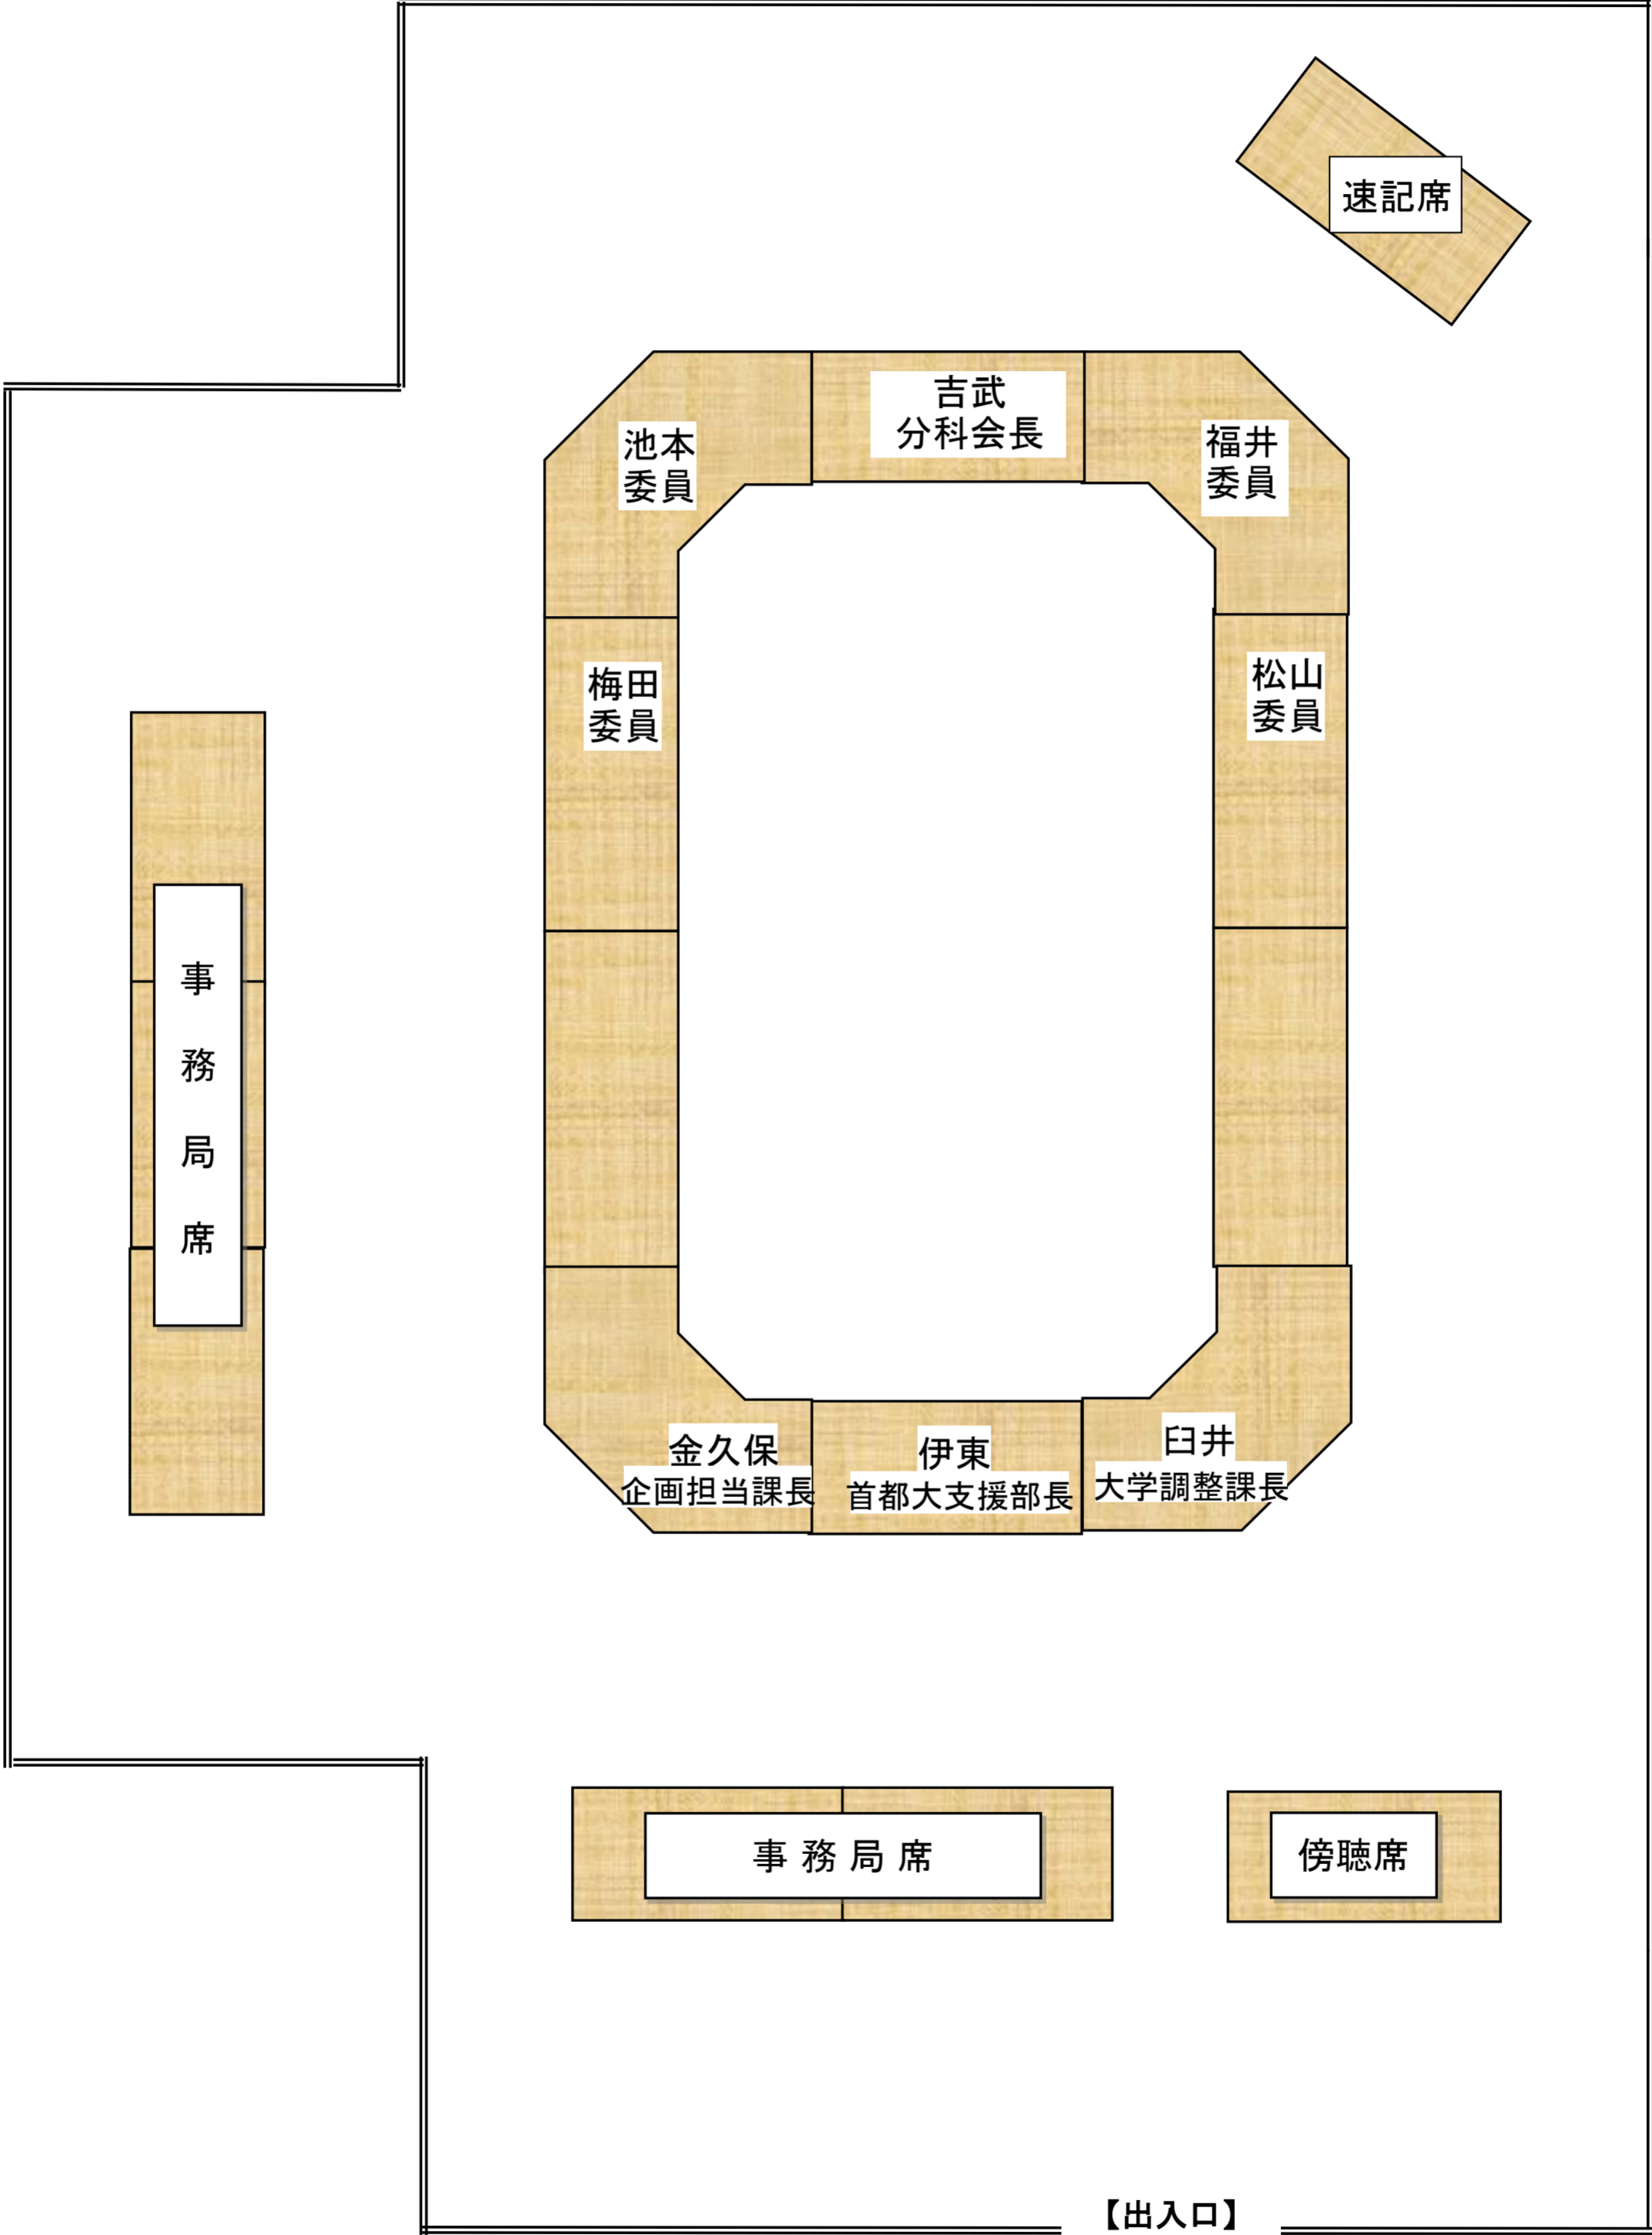 速記席
吉武
分科会長
池本
委員
福井
委員
梅田
委員
松山
委員
事務局席
金久保
企画担当課長
伊東
首都大支援部長
臼井
大学調整課長
事務局席
傍聴席
【出入口】